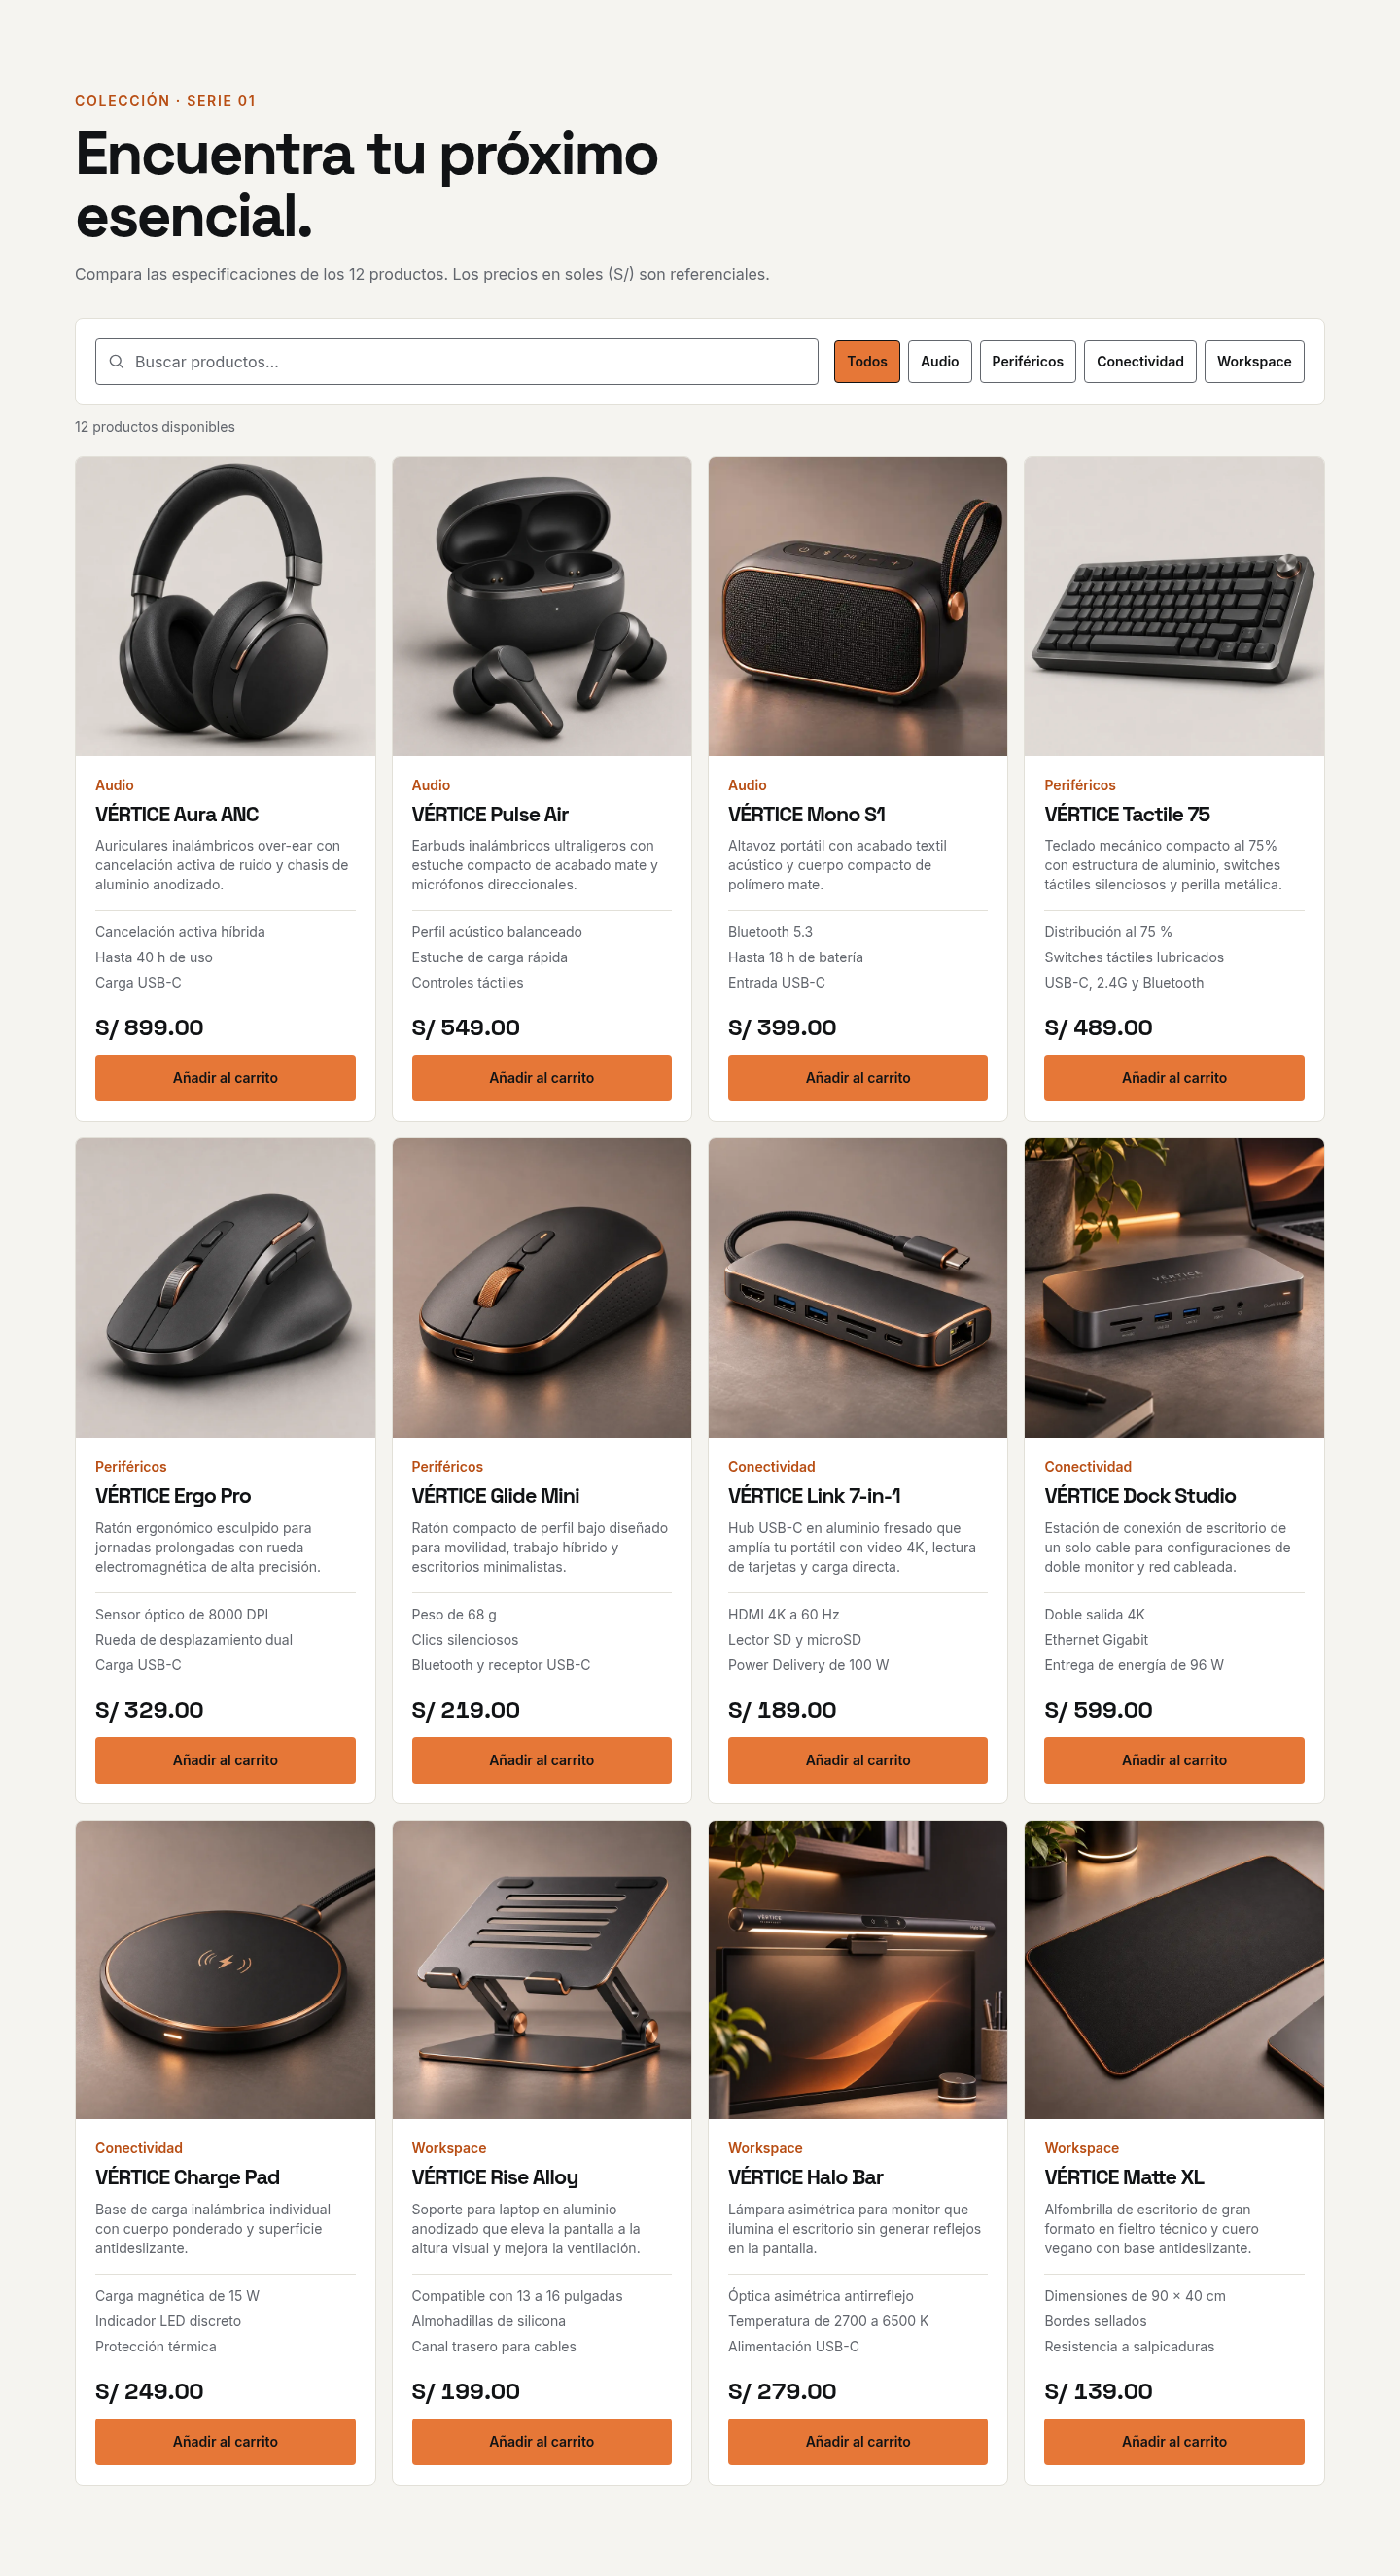 COLECCIÓN · SERIE 01
Encuentra tu próximo
esencial.
Compara las especificaciones de los 12 productos. Los precios en soles (S/) son referenciales.
Buscar productos...
Todos
Audio
Periféricos
Conectividad
Workspace
12 productos disponibles
Audio
VÉRTICE Aura ANC
Auriculares inalámbricos over-ear con
cancelación activa de ruido y chasis de
aluminio anodizado.
Cancelación activa híbrida
Hasta 40 h de uso
Carga USB-C
S/ 899.00
Añadir al carrito
Audio
VÉRTICE Pulse Air
Earbuds inalámbricos ultraligeros con
estuche compacto de acabado mate y
micrófonos direccionales.
Perfil acústico balanceado
Estuche de carga rápida
Controles táctiles
S/ 549.00
Añadir al carrito
Audio
VÉRTICE Mono S1
Altavoz portátil con acabado textil
acústico y cuerpo compacto de
polímero mate.
Bluetooth 5.3
Hasta 18 h de batería
Entrada USB-C
S/ 399.00
Añadir al carrito
Periféricos
VÉRTICE Tactile 75
Teclado mecánico compacto al 75%
con estructura de aluminio, switches
táctiles silenciosos y perilla metálica.
Distribución al 75 %
Switches táctiles lubricados
USB-C, 2.4G y Bluetooth
S/ 489.00
Añadir al carrito
Periféricos
VÉRTICE Ergo Pro
Ratón ergonómico esculpido para
jornadas prolongadas con rueda
electromagnética de alta precisión.
Sensor óptico de 8000 DPI
Rueda de desplazamiento dual
Carga USB-C
S/ 329.00
Añadir al carrito
Periféricos
VÉRTICE Glide Mini
Ratón compacto de perfil bajo diseñado
para movilidad, trabajo híbrido y
escritorios minimalistas.
Peso de 68 g
Clics silenciosos
Bluetooth y receptor USB-C
S/ 219.00
Añadir al carrito
Conectividad
VÉRTICE Link 7-in-1
Hub USB-C en aluminio fresado que
amplía tu portátil con video 4K, lectura
de tarjetas y carga directa.
HDMI 4K a 60 Hz
Lector SD y microSD
Power Delivery de 100 W
S/ 189.00
Añadir al carrito
VÉRTICE
Dock Studio
Conectividad
VÉRTICE Dock Studio
Estación de conexión de escritorio de
un solo cable para configuraciones de
doble monitor y red cableada.
Doble salida 4K
Ethernet Gigabit
Entrega de energía de 96 W
S/ 599.00
Añadir al carrito
Conectividad
VÉRTICE Charge Pad
Base de carga inalámbrica individual
con cuerpo ponderado y superficie
antideslizante.
Carga magnética de 15 W
Indicador LED discreto
Protección térmica
S/ 249.00
Añadir al carrito
Workspace
VÉRTICE Rise Alloy
Soporte para laptop en aluminio
anodizado que eleva la pantalla a la
altura visual y mejora la ventilación.
Compatible con 13 a 16 pulgadas
Almohadillas de silicona
Canal trasero para cables
S/ 199.00
Añadir al carrito
VÉRTICE
Halo Bar
Workspace
VÉRTICE Halo Bar
Lámpara asimétrica para monitor que
ilumina el escritorio sin generar reflejos
en la pantalla.
Óptica asimétrica antirreflejo
Temperatura de 2700 a 6500 K
Alimentación USB-C
S/ 279.00
Añadir al carrito
Workspace
VÉRTICE Matte XL
Alfombrilla de escritorio de gran
formato en fieltro técnico y cuero
vegano con base antideslizante.
Dimensiones de 90 × 40 cm
Bordes sellados
Resistencia a salpicaduras
S/ 139.00
Añadir al carrito